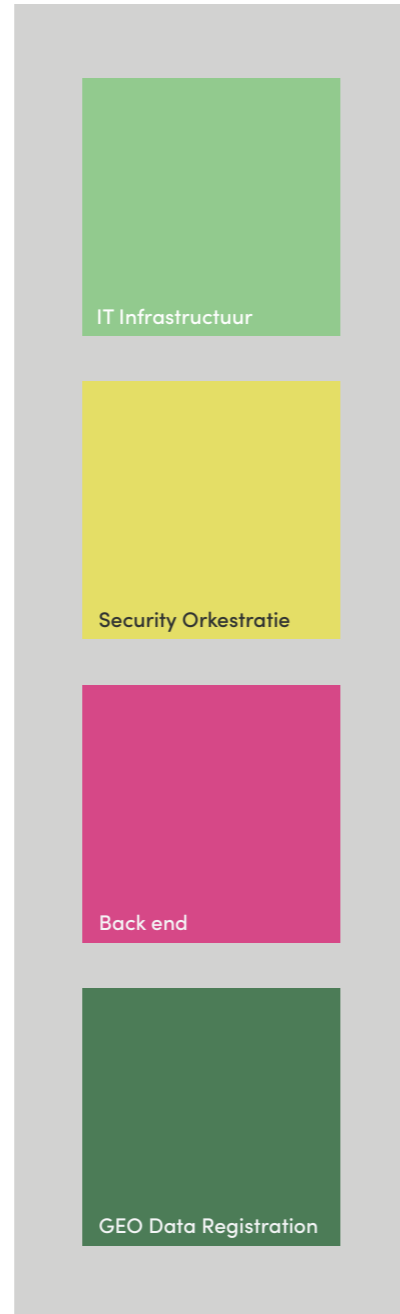 IT Infrastructuur
Security Orkestratie
Back end
GEO Data Registration